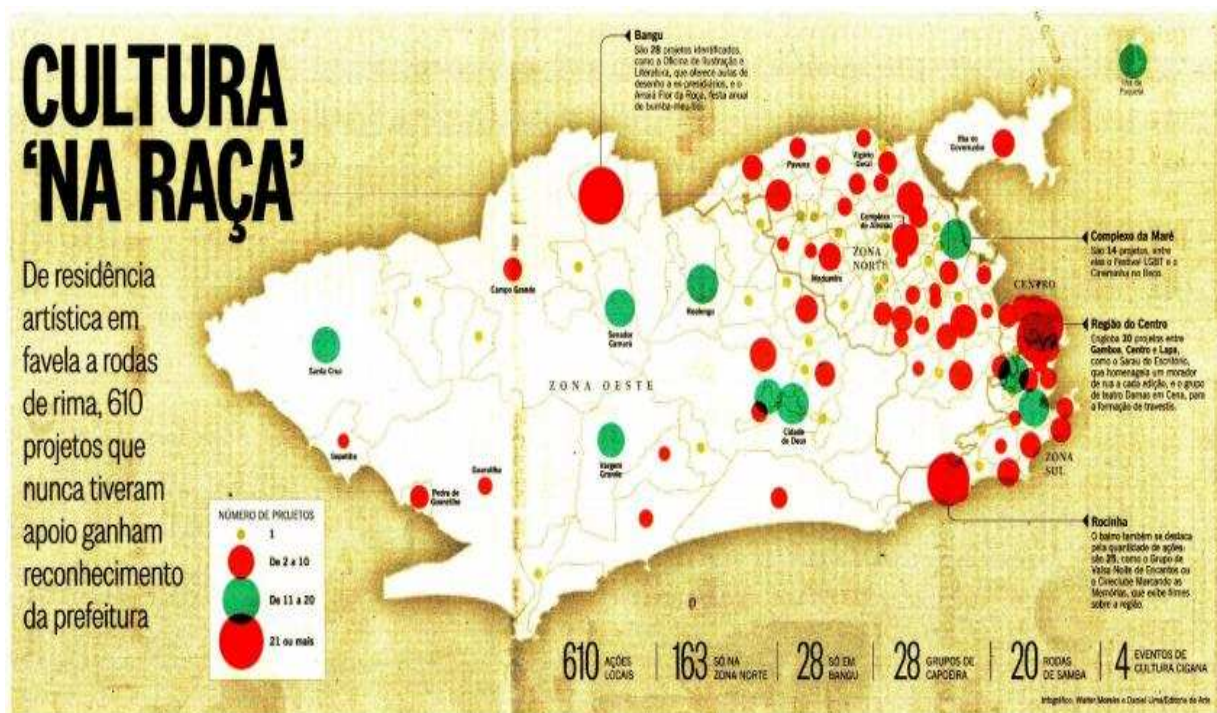 CULTURA
'NA RAÇA'
De residência
artística em
favela a rodas
de rima, 610
projetos que
nunca tiveram
apoio ganham
reconhecimento
da prefeitura
NÚMERO DE PROJETOS
1
De 2 a 10
De 11 a 20
21 ou mais
Bangu
São 28 projetos identificados,
como a Oficina de Ilustração e
Literatura, que oferece aulas de
desenho a ex-presidiários, e o
Arraiá Flor da Roça, festa anual
de bumba-meu-boi.
Ilha de
Paquetá
Ilha do
Governador
Pavuna
Vigário
Geral
Complexo
do Alemão
ZONA
NORTE
Madureira
Complexo da Maré
São 14 projetos, entre
eles o Festival LGBT e o
Cineminha no Beco.
CENTRO
Região do Centro
Engloba 30 projetos entre
Gamboa, Centro e Lapa,
como o Sarau do Escritório,
que homenageia um morador
de rua a cada edição, e o grupo
de teatro Damas em Cena, para
a formação de travestis.
Campo Grande
Realengo
Senador
Camará
Santa Cruz
ZONA OESTE
Cidade
de Deus
Vargem
Grande
Sepetiba
Guaratiba
Pedra de
Guaratiba
ZONA
SUL
Rocinha
O bairro também se destaca
pela quantidade de ações:
são 25, como o Grupo de
Valsa Noite de Encantos ou
o Cineclube Marcando as
Memórias, que exibe filmes
sobre a região.
610 AÇÕES
LOCAIS
163 SÓ NA
ZONA NORTE
28 SÓ EM
BANGU
28 GRUPOS DE
CAPOEIRA
20 RODAS
DE SAMBA
4 EVENTOS DE
CULTURA CIGANA
Infográfico: Walter Moreira e Daniel Lima/Editoria de Arte